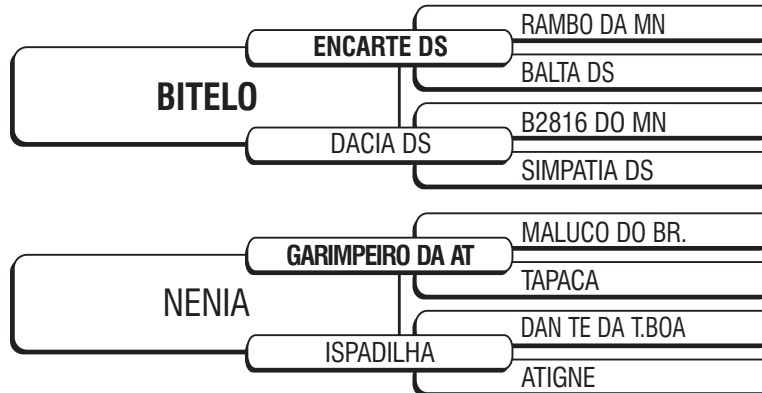 RAMBO DA MN
ENCARTE DS
BALTA DS
BITELO
B2816 DO MN
DACIA DS
SIMPATIA DS
MALUCO DO BR.
GARIMPEIRO DA AT
TAPACA
NENIA
DAN TE DA T.BOA
ISPADILHA
ATIGNE